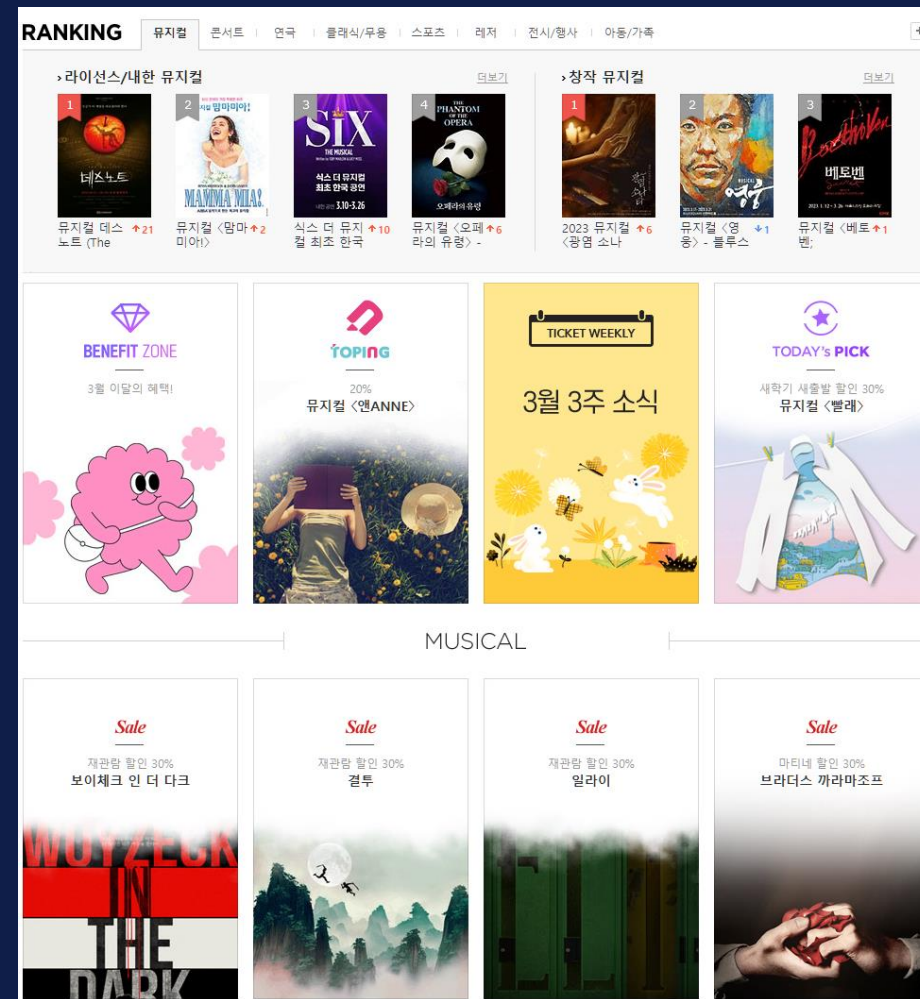 RANKING 뮤지컬 콘서트 연극 클래식/무용 스포츠 레저 전시/행사 아동/가족
›라이선스/내한 뮤지컬 더보기 ›창작 뮤지컬 더보기
1 2 3 4 1 2 3
맘마미아!
데스노트
MAMMA MIA!
SIX
THE MUSICAL
식스 더 뮤지컬
최초 한국 공연
3.10-3.26
THE
PHANTOM
OF THE
OPERA
오페라의 유령
영웅
Beethoven
베토벤
2023 1.12 - 3.26
뮤지컬 데스 ↑21 뮤지컬 〈맘마 ↑2 식스 더 뮤지 ↑10 뮤지컬 〈오페 ↑6 2023 뮤지컬 ↑6 뮤지컬 〈영 ↓1 뮤지컬 〈베토 ↑1
노트 (The 미아!〉 컬 최초 한국 라의 유령〉 - 〈광염 소나 웅〉 - 블루스 벤;
BENEFIT ZONE
3월 이달의 혜택!
TOPING
20%
뮤지컬 〈앤ANNE〉
TICKET WEEKLY
3월 3주 소식
TODAY's PICK
새학기 새출발 할인 30%
뮤지컬 〈빨래〉
MUSICAL
Sale
재관람 할인 30%
보이체크 인 더 다크
WOYZECK
IN
THE
DARK
Sale
재관람 할인 30%
결투
Sale
재관람 할인 30%
일라이
Sale
마티네 할인 30%
브라더스 까라마조프